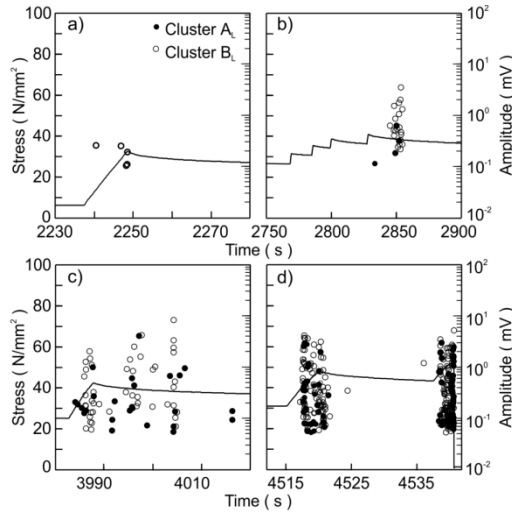 a)
● Cluster A_L
○ Cluster B_L
b)
Stress ( N/mm² )
100
80
60
40
20
0
2230 2250 2280
2750 2800 2850 2900
10²
10¹
10⁰
10⁻¹
10⁻²
Amplitude ( mV )
Time ( s )
c)
d)
Stress ( N/mm² )
100
80
60
40
20
0
3990 4010
4515 4525 4535
10²
10¹
10⁰
10⁻¹
10⁻²
Amplitude ( mV )
Time ( s )
Time ( s )